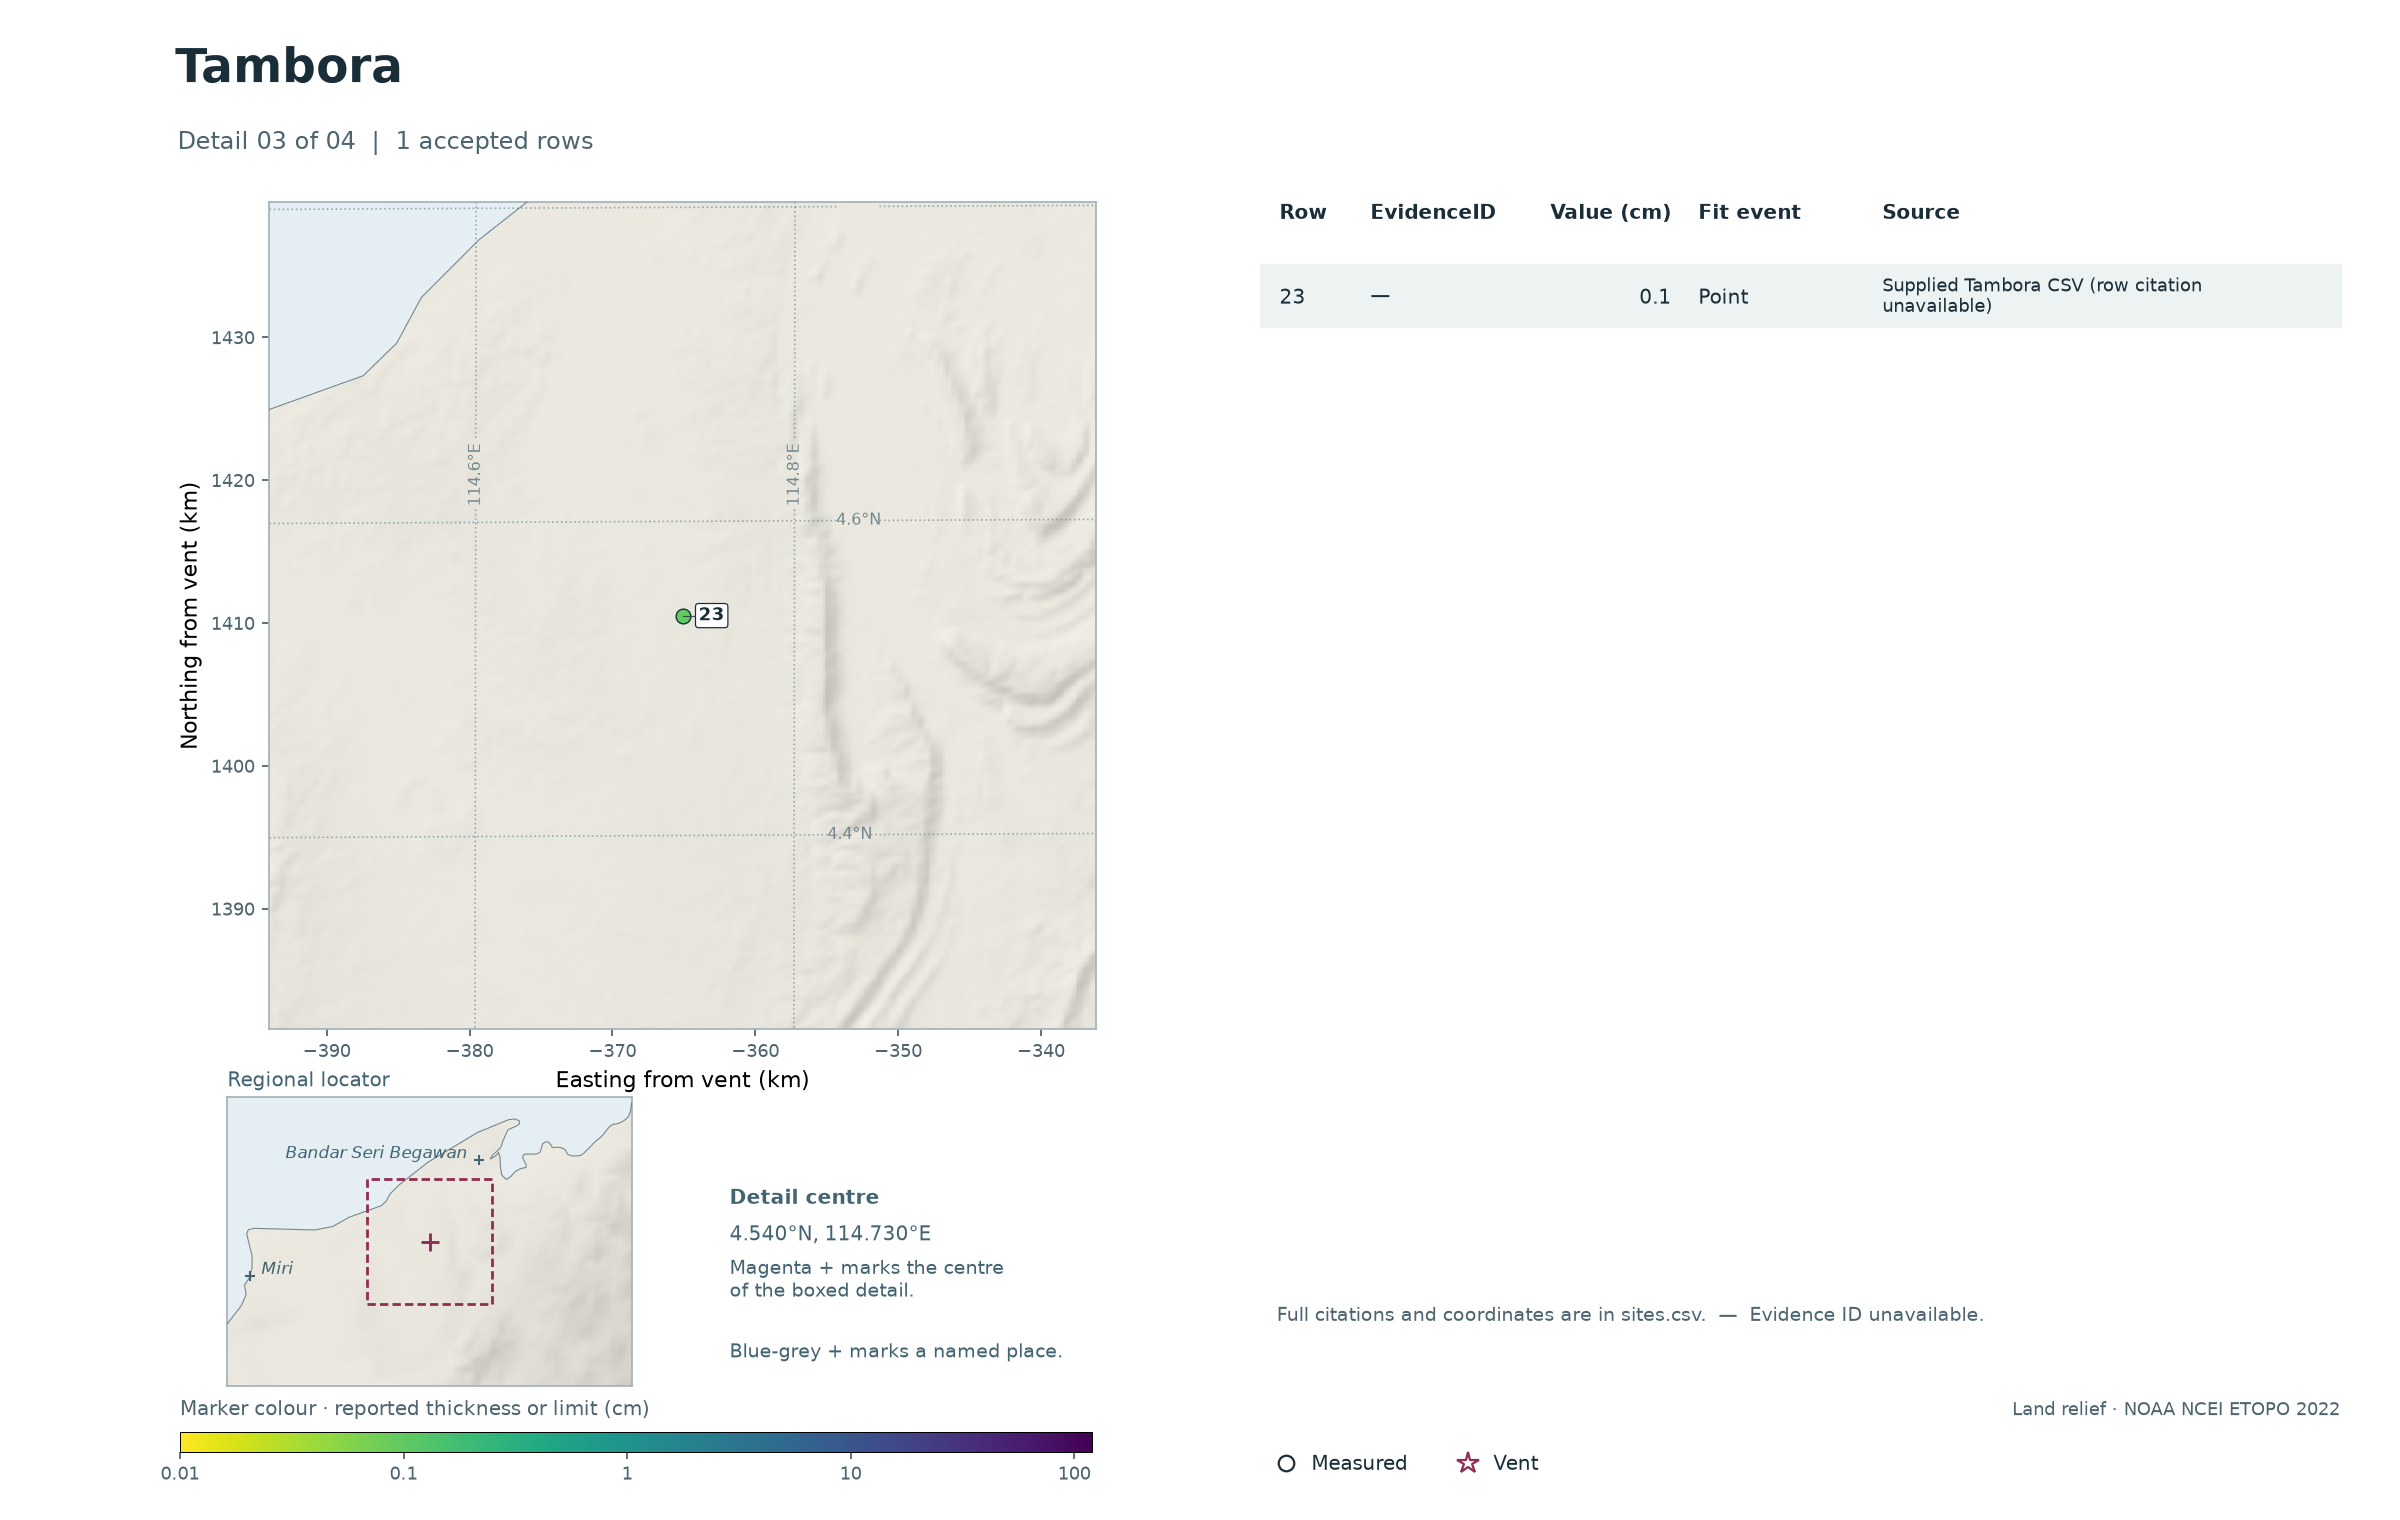 Tambora
Detail 03 of 04 | 1 accepted rows
Row EvidenceID Value (cm) Fit event Source
23 — 0.1 Point Supplied Tambora CSV (row citation
unavailable)
Northing from vent (km)
1430
1420
1410
1400
1390
114.6°E
114.8°E
4.6°N
23
4.4°N
−390 −380 −370 −360 −350 −340
Easting from vent (km)
Regional locator
Bandar Seri Begawan
Miri
Detail centre
4.540°N, 114.730°E
Magenta + marks the centre
of the boxed detail.
Blue-grey + marks a named place.
Full citations and coordinates are in sites.csv. — Evidence ID unavailable.
Marker colour · reported thickness or limit (cm)
0.01 0.1 1 10 100
Land relief · NOAA NCEI ETOPO 2022
Measured Vent